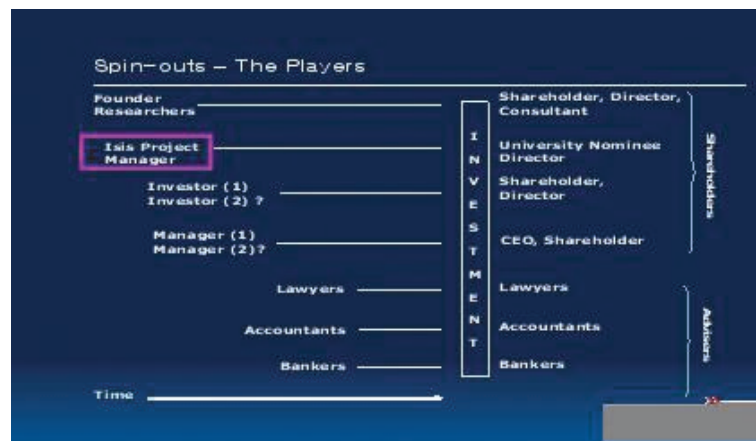 Spin-outs – The Players
Founder
Researchers
Shareholder, Director,
Consultant
Isis Project
Manager
University Nominee
Director
Investor (1)
Investor (2) ?
Shareholder,
Director
Manager (1)
Manager (2)?
CEO, Shareholder
Lawyers
Lawyers
Accountants
Accountants
Bankers
Bankers
INVESTMENT
Shareholders
Advisers
Time